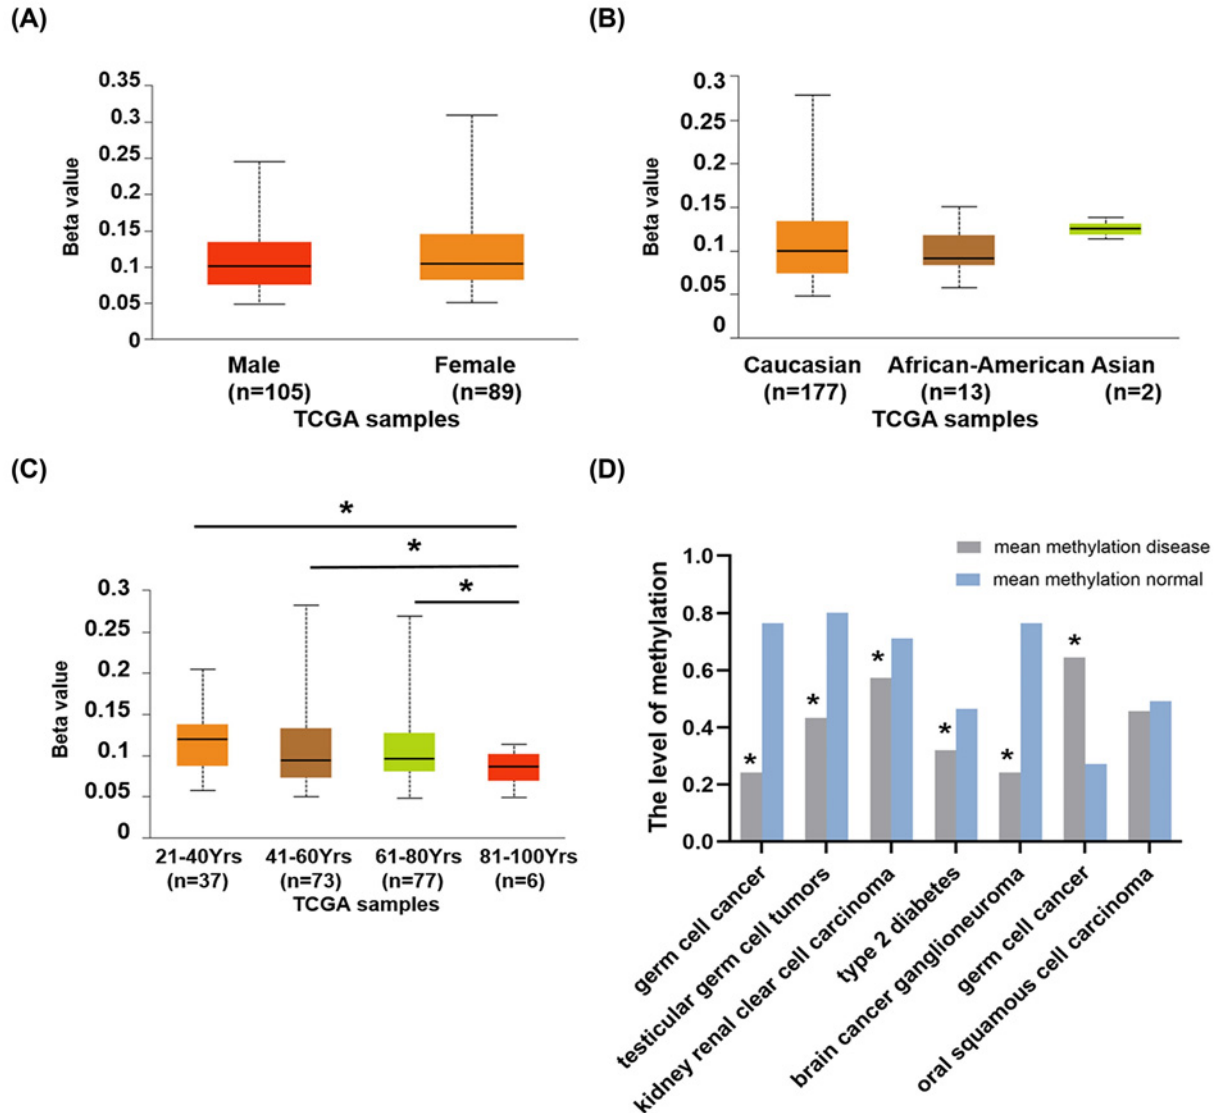 (A)
0.35
0.3
0.25
0.2
0.15
0.1
0.05
0
Beta value
Male
(n=105)
Female
(n=89)
TCGA samples
(B)
0.3
0.25
0.2
0.15
0.1
0.05
0
Beta value
Caucasian
(n=177)
African-American
(n=13)
Asian
(n=2)
TCGA samples
(C)
*
*
*
0.3
0.25
0.2
0.15
0.1
0.05
0
Beta value
21-40Yrs
(n=37)
41-60Yrs
(n=73)
61-80Yrs
(n=77)
81-100Yrs
(n=6)
TCGA samples
(D)
mean methylation disease
mean methylation normal
1.0
0.8
0.6
0.4
0.2
0.0
The level of methylation
*
*
*
*
*
*
germ cell cancer
testicular germ cell tumors
kidney renal clear cell carcinoma
type 2 diabetes
brain cancer ganglioneuroma
germ cell cancer
oral squamous cell carcinoma